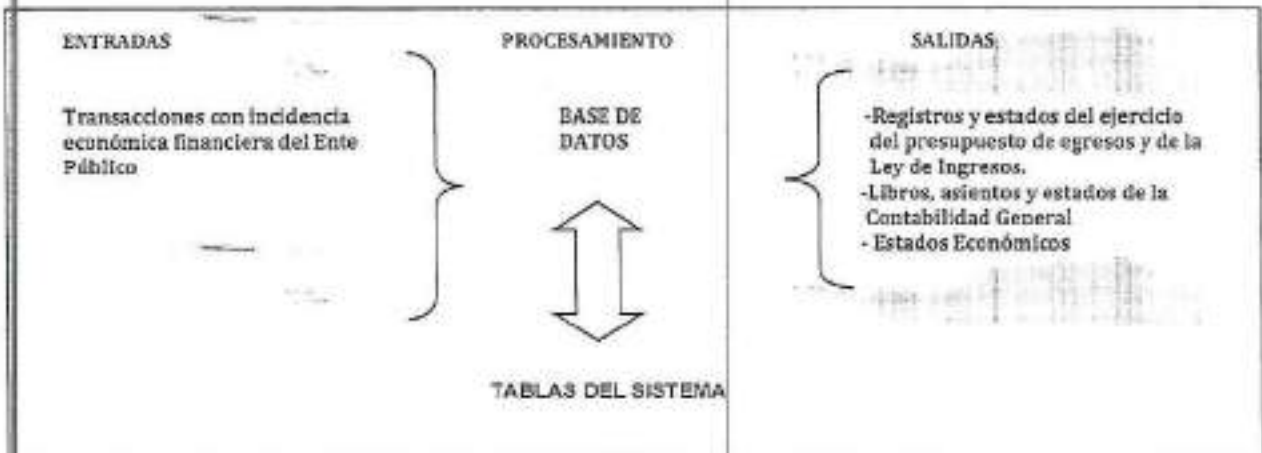 ENTRADAS
Transacciones con incidencia
económica financiera del Ente
Público
PROCESAMIENTO
BASE DE
DATOS
TABLAS DEL SISTEMA
SALIDAS
-Registros y estados del ejercicio
del presupuesto de egresos y de la
Ley de Ingresos.
-Libros, asientos y estados de la
Contabilidad General
- Estados Económicos